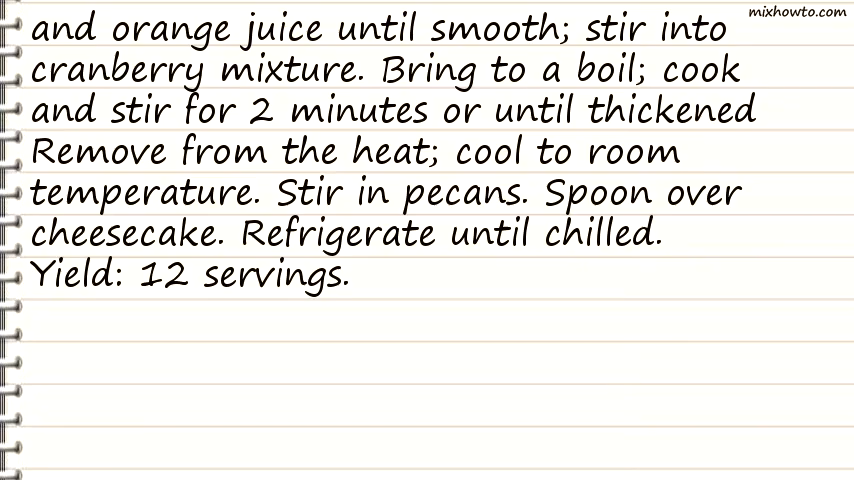 mixhowto.com
and orange juice until smooth; stir into
cranberry mixture. Bring to a boil; cook
and stir for 2 minutes or until thickened
Remove from the heat; cool to room
temperature. Stir in pecans. Spoon over
cheesecake. Refrigerate until chilled.
Yield: 12 servings.